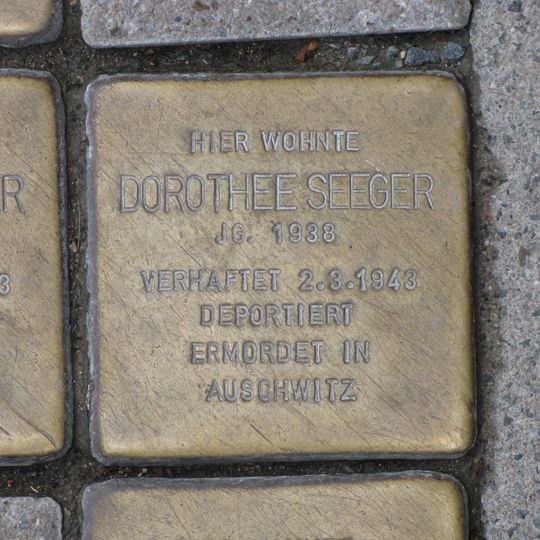 HIER WOHNTE
DOROTHEE SEEGER
JG. 1938
VERHAFTET 2.3.1943
DEPORTIERT
ERMORDET IN
AUSCHWITZ